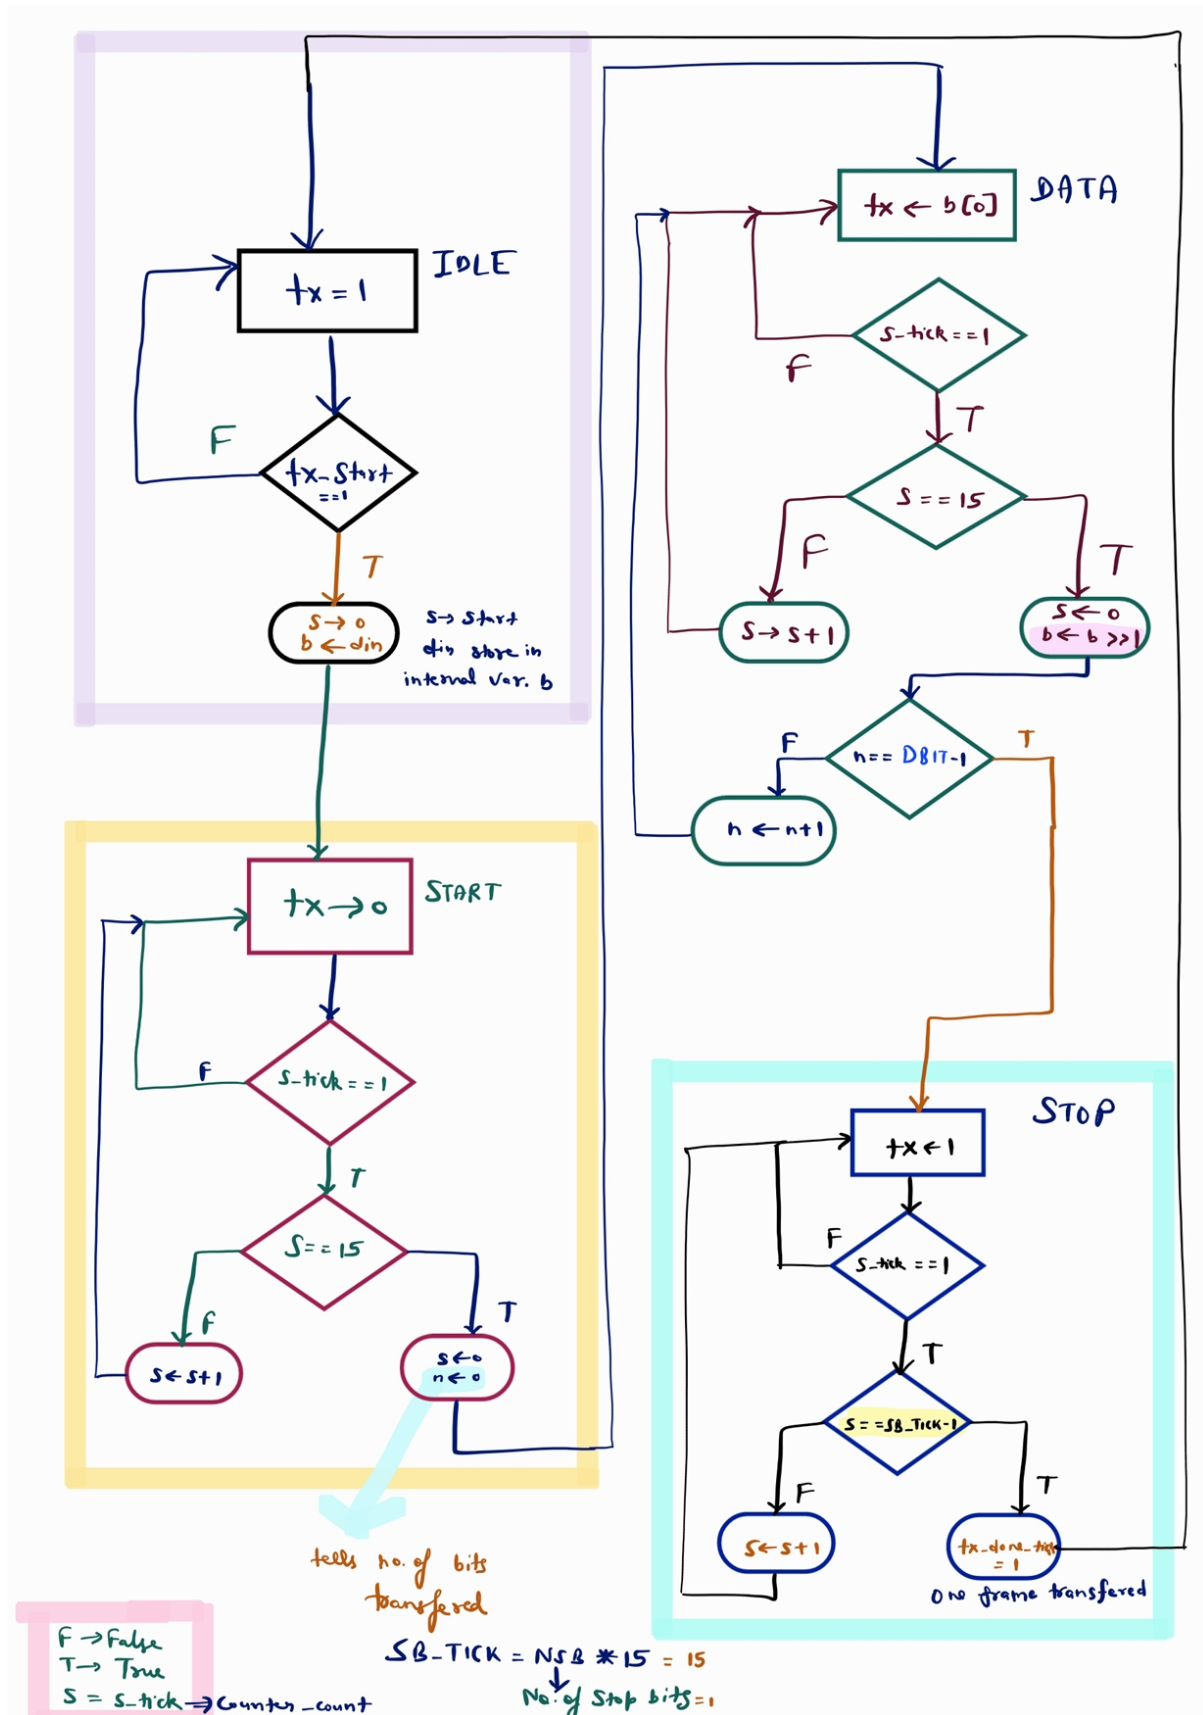 IDLE
tx = 1
F
tx_Start
==1
T
S→0
b ← din
S→ Start
din store in
internal var. b
START
tx →0
F
S_tick ==1
T
S==15
F
T
S←S+1
S←0
n←0
tells no. of bits
transfered
DATA
tx ← b[0]
S_tick==1
F
T
S==15
F
T
S→S+1
S←0
b←b >>1
n== DBIT-1
F
T
n ←n+1
STOP
tx←1
F
S_tick ==1
T
S==SB_TICK-1
F
T
S←S+1
tx_done_tick
= 1
One frame transfered
SB_TICK = NSB * 15 = 15
No. of Stop bits=1
F →False
T→ True
S = S_tick → Counter_count